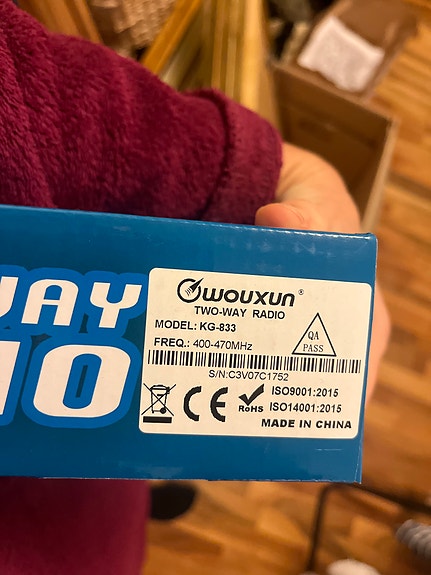 WAY
IO
wouxun®
TWO-WAY RADIO
MODEL: KG-833
FREQ.: 400-470MHz
QA
PASS
S/N:C3V07C1752
CE
RoHS
ISO9001:2015
ISO14001:2015
MADE IN CHINA